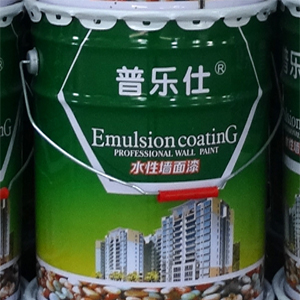 普乐仕®
Emulsion coatinG
PROFESSIONAL WALL PAINT
水性墙面漆